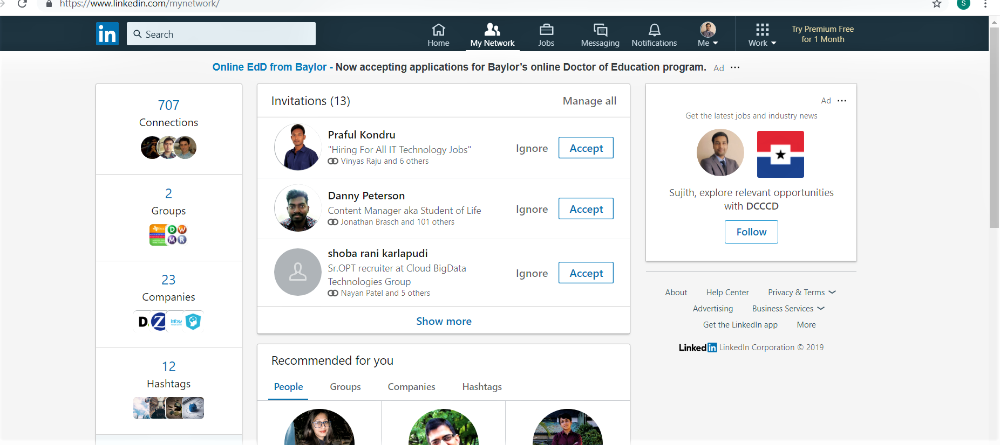 https://www.linkedin.com/mynetwork/
S
in
Search
Home
My Network
Jobs
Messaging
Notifications
Me
Work
Try Premium Free
for 1 Month
Online EdD from Baylor - Now accepting applications for Baylor's online Doctor of Education program. Ad
707
Connections
2
Groups
D W
M R
23
Companies
D. Z
12
Hashtags
Invitations (13)
Manage all
Praful Kondru
"Hiring For All IT Technology Jobs"
Vinyas Raju and 6 others
Ignore
Accept
Danny Peterson
Content Manager aka Student of Life
Jonathan Brasch and 101 others
Ignore
Accept
shoba rani karlapudi
Sr.OPT recruiter at Cloud BigData
Technologies Group
Nayan Patel and 5 others
Ignore
Accept
Show more
Recommended for you
People
Groups
Companies
Hashtags
Ad
Get the latest jobs and industry news
Sujith, explore relevant opportunities
with DCCCD
Follow
About
Help Center
Privacy & Terms
Advertising
Business Services
Get the LinkedIn app
More
LinkedIn LinkedIn Corporation © 2019